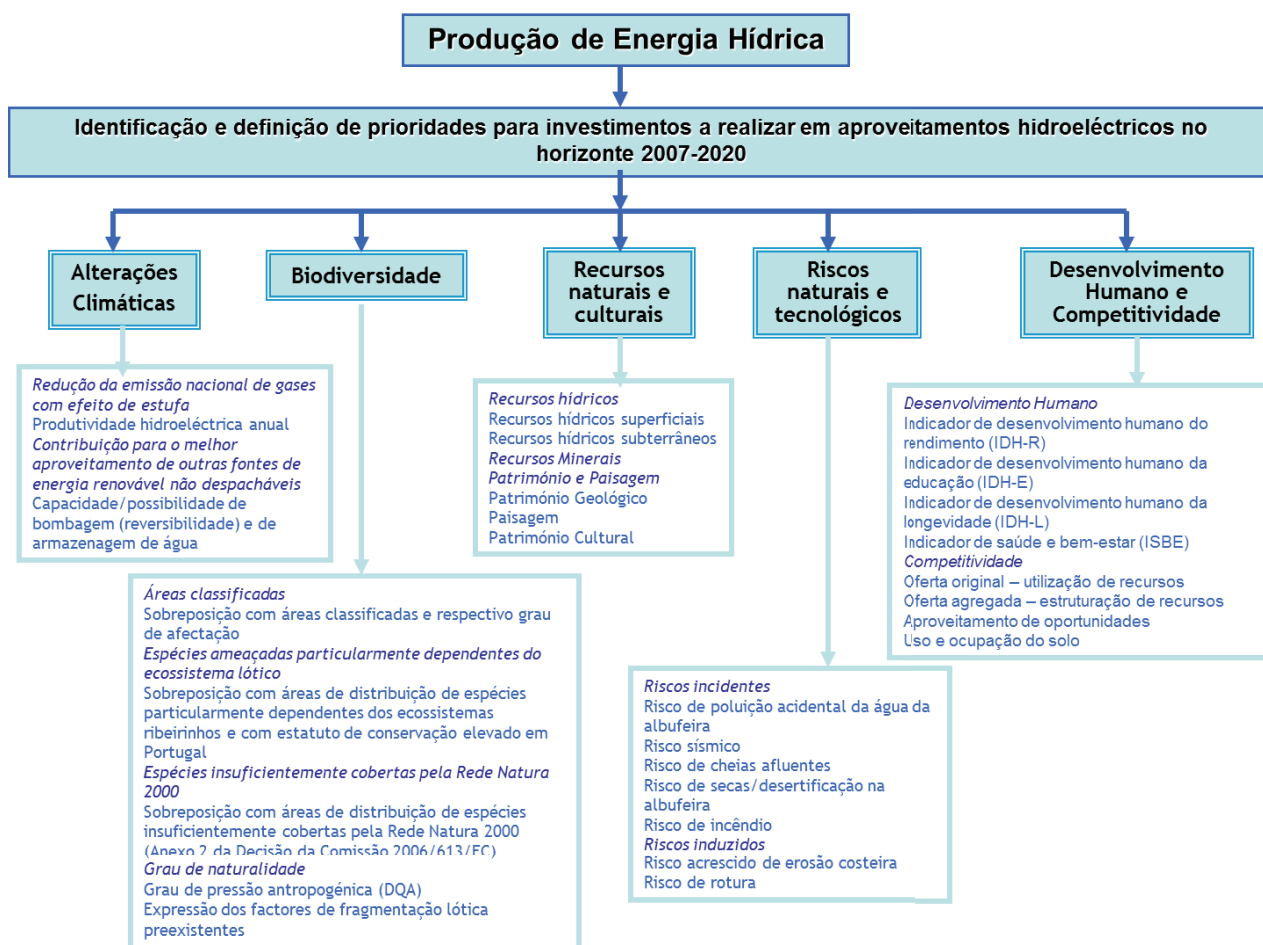 Produção de Energia Hídrica
Identificação e definição de prioridades para investimentos a realizar em aproveitamentos hidroeléctricos no
horizonte 2007-2020
Alterações
Climáticas
Biodiversidade
Recursos
naturais e
culturais
Riscos
naturais e
tecnológicos
Desenvolvimento
Humano e
Competitividade
Redução da emissão nacional de gases
com efeito de estufa
Produtividade hidroeléctrica anual
Contribuição para o melhor
aproveitamento de outras fontes de
energia renovável não despacháveis
Capacidade/possibilidade de
bombagem (reversibilidade) e de
armazenagem de água
Áreas classificadas
Sobreposição com áreas classificadas e respectivo grau
de afectação
Espécies ameaçadas particularmente dependentes do
ecossistema lótico
Sobreposição com áreas de distribuição de espécies
particularmente dependentes dos ecossistemas
ribeirinhos e com estatuto de conservação elevado em
Portugal
Espécies insuficientemente cobertas pela Rede Natura
2000
Sobreposição com áreas de distribuição de espécies
insuficientemente cobertas pela Rede Natura 2000
(Anexo 2 da Decisão da Comissão 2006/613/EC)
Grau de naturalidade
Grau de pressão antropogénica (DQA)
Expressão dos factores de fragmentação lótica
preexistentes
Recursos hídricos
Recursos hídricos superficiais
Recursos hídricos subterrâneos
Recursos Minerais
Património e Paisagem
Património Geológico
Paisagem
Património Cultural
Riscos incidentes
Risco de poluição acidental da água da
albufeira
Risco sísmico
Risco de cheias afluentes
Risco de secas/desertificação na
albufeira
Risco de incêndio
Riscos induzidos
Risco acrescido de erosão costeira
Risco de rotura
Desenvolvimento Humano
Indicador de desenvolvimento humano do
rendimento (IDH-R)
Indicador de desenvolvimento humano da
educação (IDH-E)
Indicador de desenvolvimento humano da
longevidade (IDH-L)
Indicador de saúde e bem-estar (ISBE)
Competitividade
Oferta original – utilização de recursos
Oferta agregada – estruturação de recursos
Aproveitamento de oportunidades
Uso e ocupação do solo